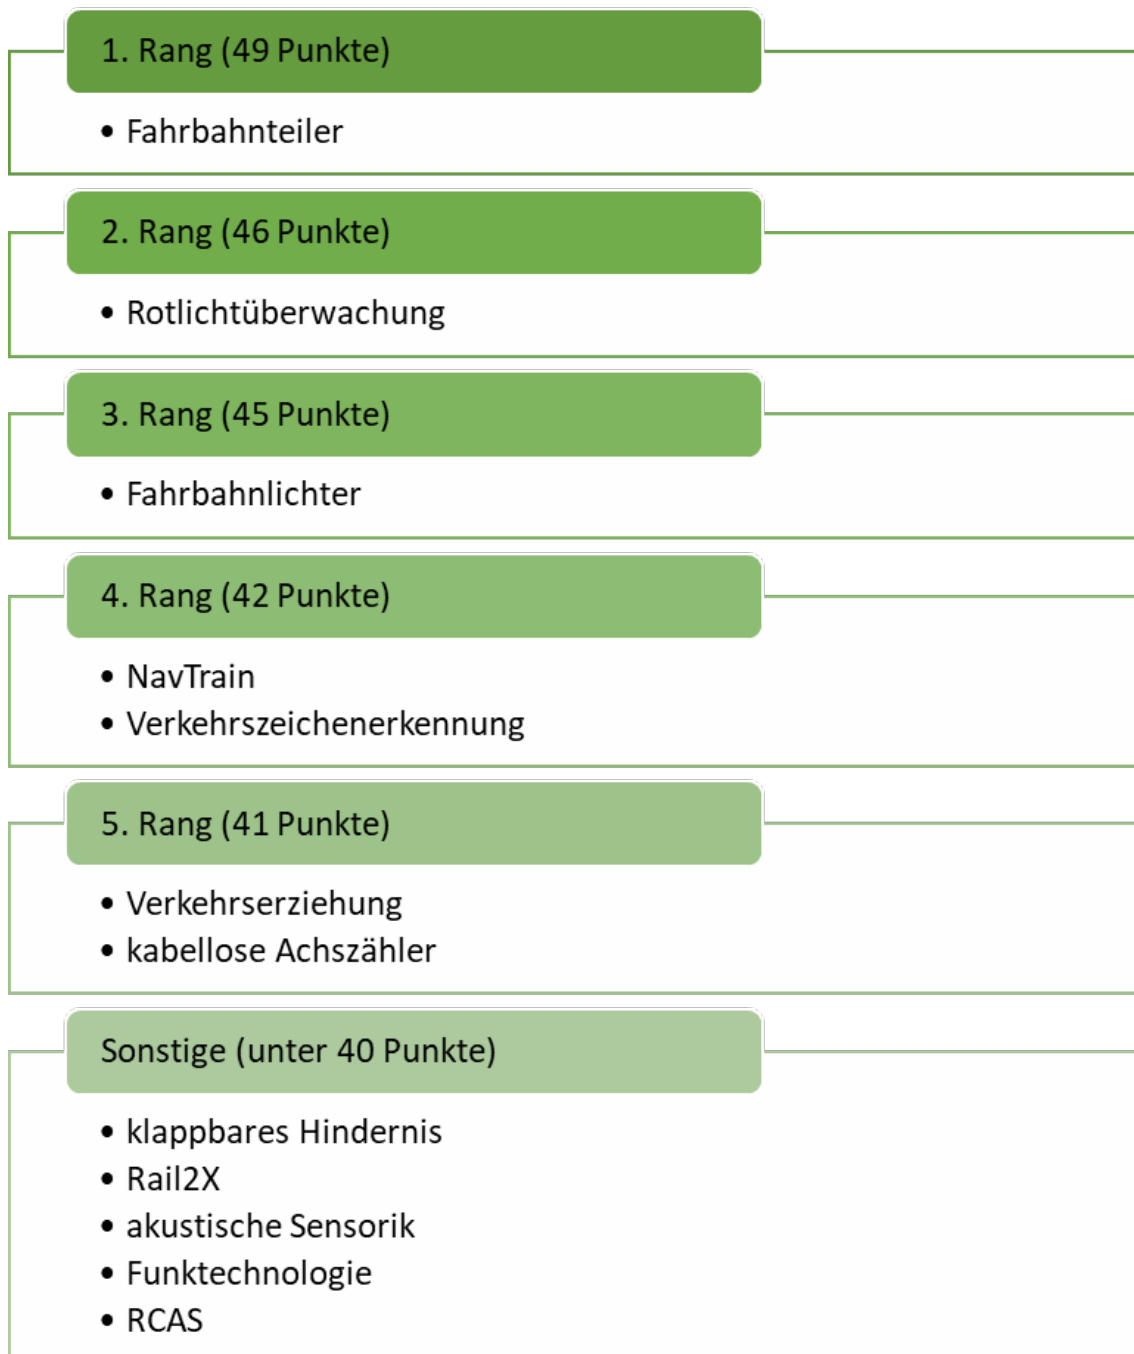 1. Rang (49 Punkte)
• Fahrbahnteiler
2. Rang (46 Punkte)
• Rotlichtüberwachung
3. Rang (45 Punkte)
• Fahrbahnlichter
4. Rang (42 Punkte)
• NavTrain
• Verkehrszeichenerkennung
5. Rang (41 Punkte)
• Verkehrserziehung
• kabellose Achszähler
Sonstige (unter 40 Punkte)
• klappbares Hindernis
• Rail2X
• akustische Sensorik
• Funktechnologie
• RCAS